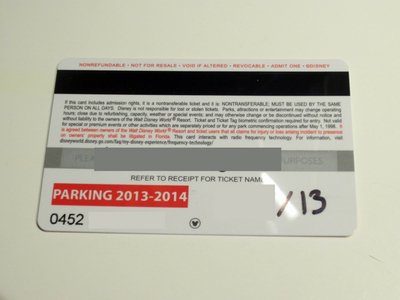 NONREFUNDABLE • NOT FOR RESALE • VOID IF ALTERED • REVOCABLE • ADMIT ONE • ©DISNEY
If this card includes admission rights, it is a nontransferable ticket and is: NONTRANSFERABLE; MUST BE USED BY THE SAME
PERSON ON ALL DAYS. Disney is not responsible for lost or stolen tickets. Parks, attractions or entertainment may change operating
hours, close due to refurbishing, capacity, weather or special events; and may otherwise change or be discontinued without notice and
without liability to the owners of the Walt Disney World® Resort. Ticket and Ticket Tag biometric confirmation required for entry. Not valid
for special or premium events or other activities which are separately priced or for any park commencing operations after May 1, 1998. It
is agreed between owners of the Walt Disney World® Resort and ticket users that all claims for injury or loss arising incident to presence
on owners' property shall be litigated in Florida. This card interacts with radio frequency technology. For information, visit
disneyworld.disney.go.com/faq/my-disney-experience/frequency-technology/
PLEA PURPOSES
REFER TO RECEIPT FOR TICKET NAME
PARKING 2013-2014
/13
0452